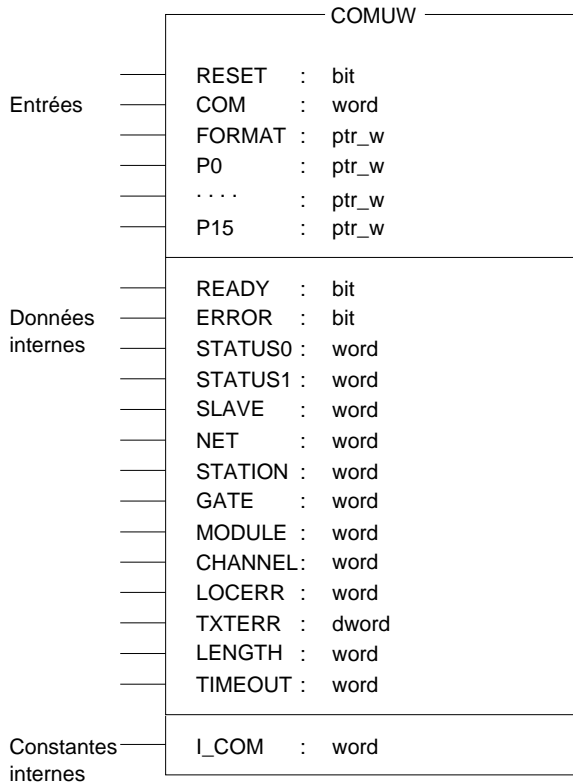 COMUW
RESET : bit
Entrées COM : word
FORMAT : ptr_w
P0 : ptr_w
. . . . : ptr_w
P15 : ptr_w
READY : bit
Données ERROR : bit
internes STATUS0 : word
STATUS1 : word
SLAVE : word
NET : word
STATION : word
GATE : word
MODULE : word
CHANNEL : word
LOCERR : word
TXTERR : dword
LENGTH : word
TIMEOUT : word
Constantes I_COM : word
internes